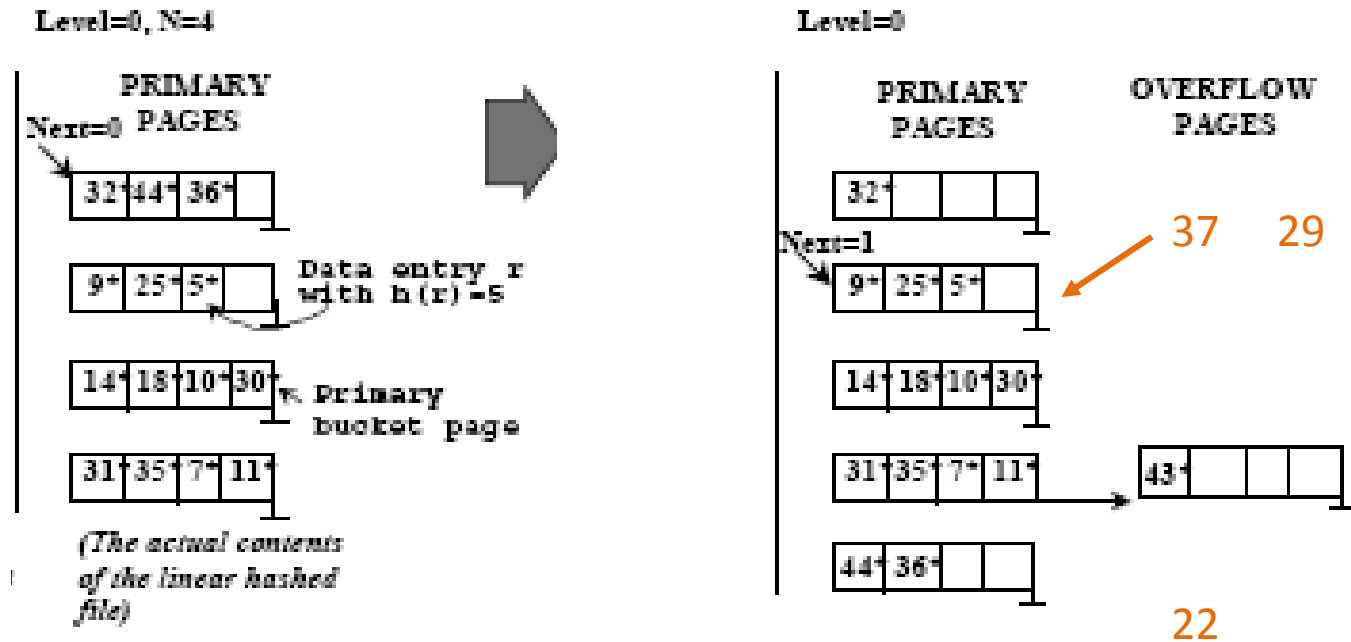 Level=0, N=4
PRIMARY
PAGES
Next=0
32* 44* 36*
9* 25* 5*
Data entry r
with h(r)=5
14* 18* 10* 30*
Primary
bucket page
31* 35* 7* 11*
(The actual contents
of the linear hashed
file)
Level=0
PRIMARY
PAGES
OVERFLOW
PAGES
32*
Next=1
37 29
9* 25* 5*
14* 18* 10* 30*
31* 35* 7* 11*
43*
44* 36*
22